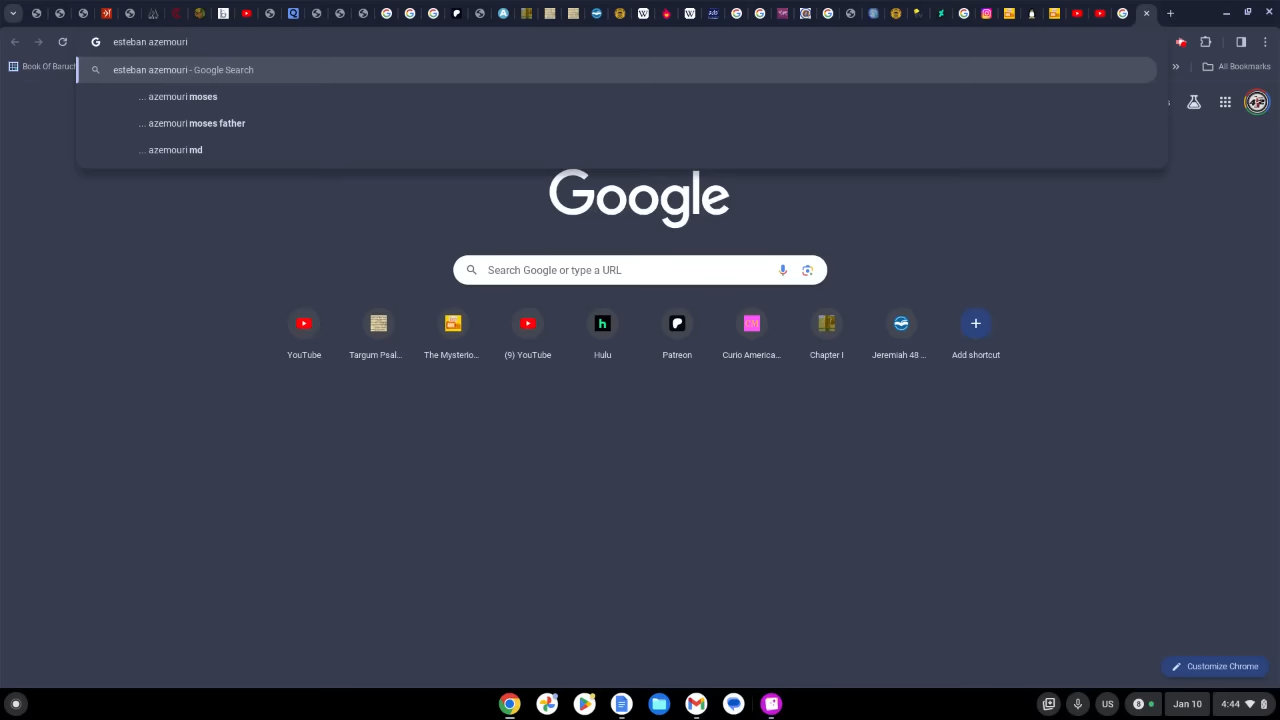 esteban azemouri
Book Of Baruch
esteban azemouri - Google Search
» All Bookmarks
... azemouri moses
... azemouri moses father
... azemouri md
Google
Search Google or type a URL
YouTube
Targum Psal...
The Mysterio...
(9) YouTube
Hulu
Patreon
Curio America...
Chapter I
Jeremiah 48 ...
Add shortcut
Customize Chrome
US
8
Jan 10
4:44